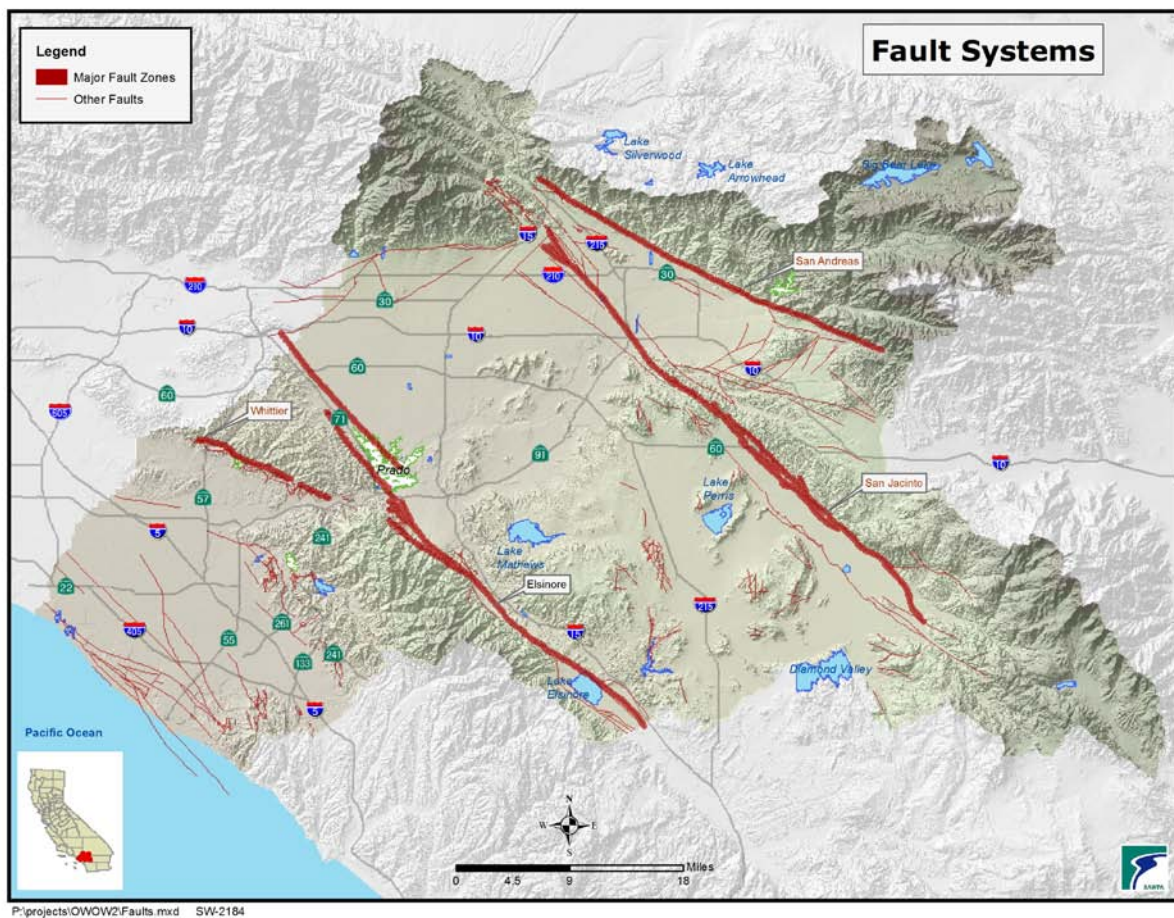 Legend
Major Fault Zones
Other Faults
Fault Systems
Lake
Silverwood
Lake
Arrowhead
Big Bear Lake
15
215
San Andreas
210
210
30
30
10
10
10
60
60
605
Whittier
71
Prado
91
60
10
57
Lake
Perris
San Jacinto
5
241
Lake
Mathews
Elsinore
22
405
261
55
15
215
133
241
Diamond Valley
Lake
Elsinore
5
Pacific Ocean
N
W E
S
Miles
0 4.5 9 18
SAWPA
P:\projects\OWOW2\Faults.mxd SW-2184